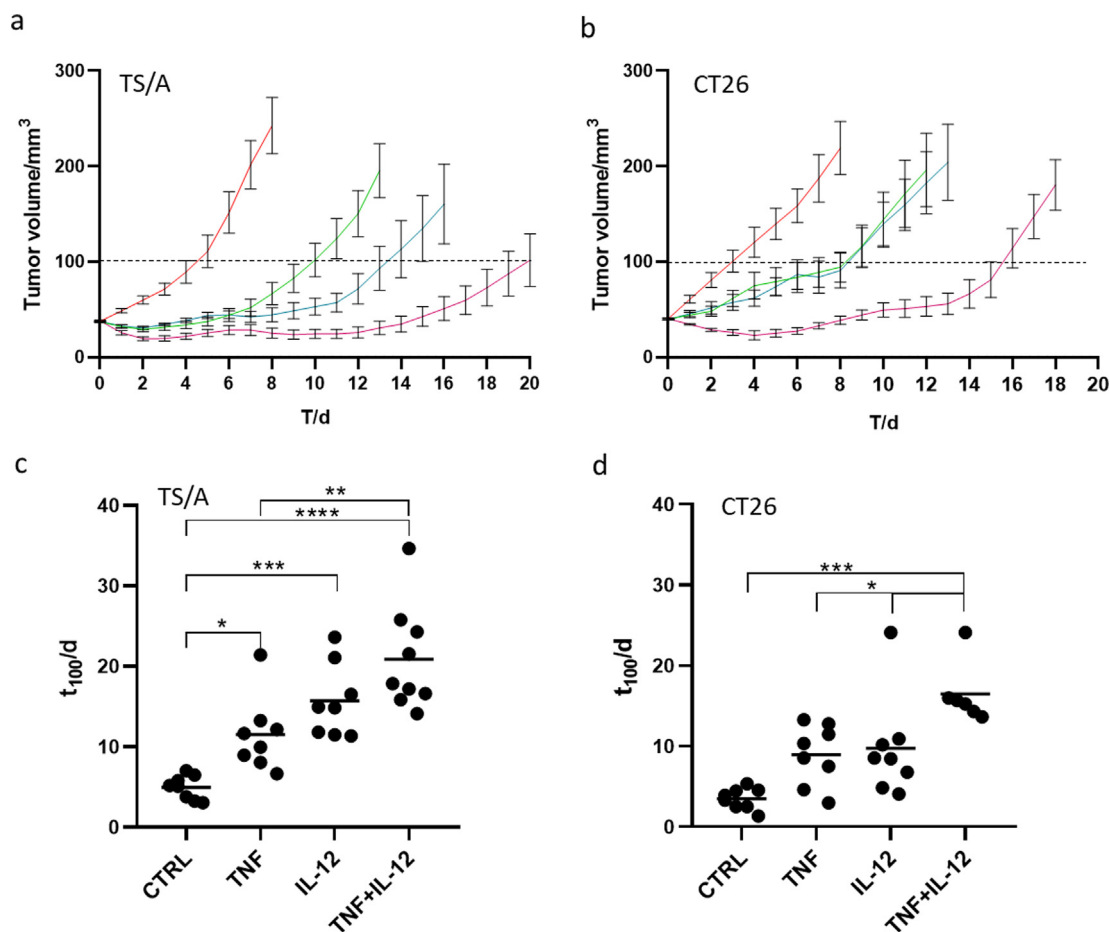 a
TS/A
Tumor volume/mm³
300
200
100
0
0 2 4 6 8 10 12 14 16 18 20
T/d
b
CT26
Tumor volume/mm³
300
200
100
0
0 2 4 6 8 10 12 14 16 18 20
T/d
c
TS/A
t₁₀₀/d
40
30
20
10
0
**
****
***
*
CTRL
TNF
IL-12
TNF+IL-12
d
CT26
t₁₀₀/d
40
30
20
10
0
***
*
CTRL
TNF
IL-12
TNF+IL-12